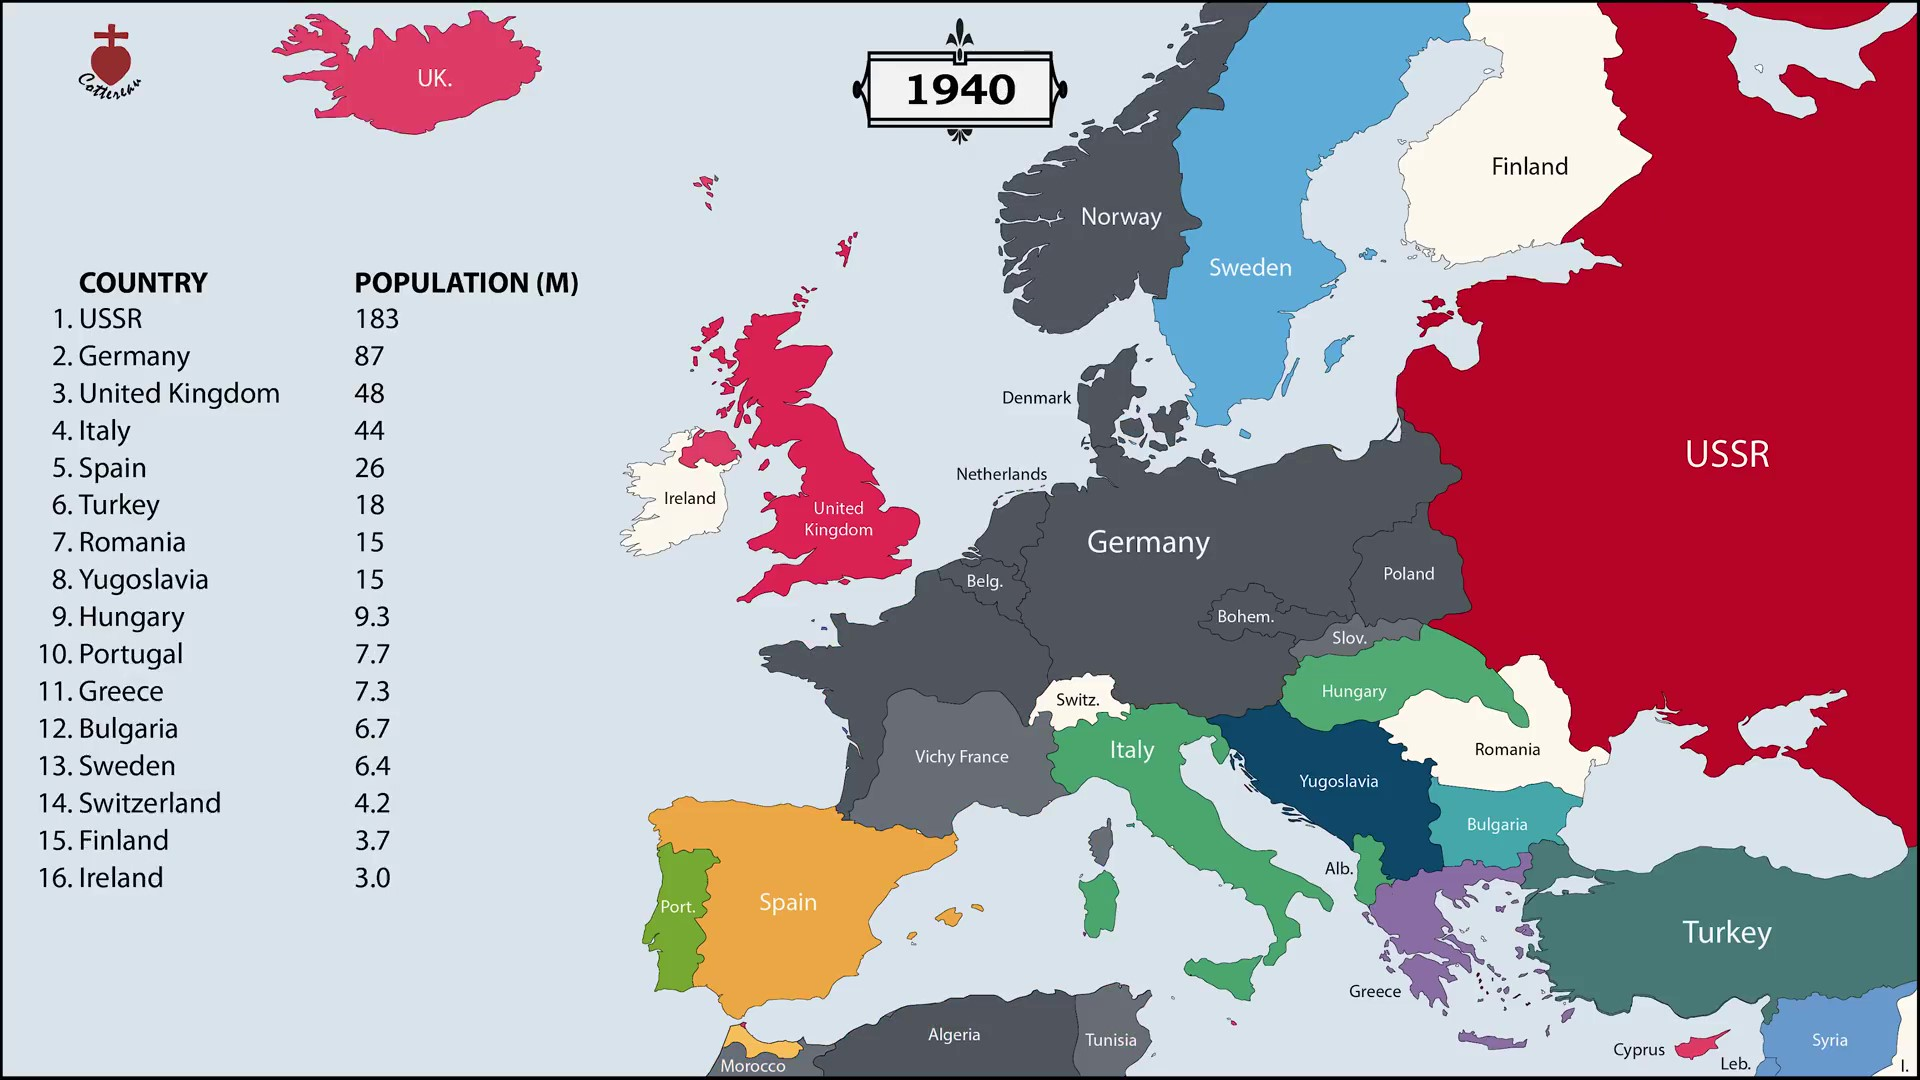 Cottereau
UK.
1940
Finland
Norway
Sweden
COUNTRY POPULATION (M)
1. USSR 183
2. Germany 87
3. United Kingdom 48
4. Italy 44
5. Spain 26
6. Turkey 18
7. Romania 15
8. Yugoslavia 15
9. Hungary 9.3
10. Portugal 7.7
11. Greece 7.3
12. Bulgaria 6.7
13. Sweden 6.4
14. Switzerland 4.2
15. Finland 3.7
16. Ireland 3.0
Denmark
USSR
Netherlands
Ireland
United
Kingdom
Germany
Belg.
Poland
Bohem.
Slov.
Hungary
Switz.
Italy
Vichy France
Romania
Yugoslavia
Bulgaria
Alb.
Port.
Spain
Turkey
Greece
Algeria
Tunisia
Morocco
Cyprus
Leb.
Syria
I.